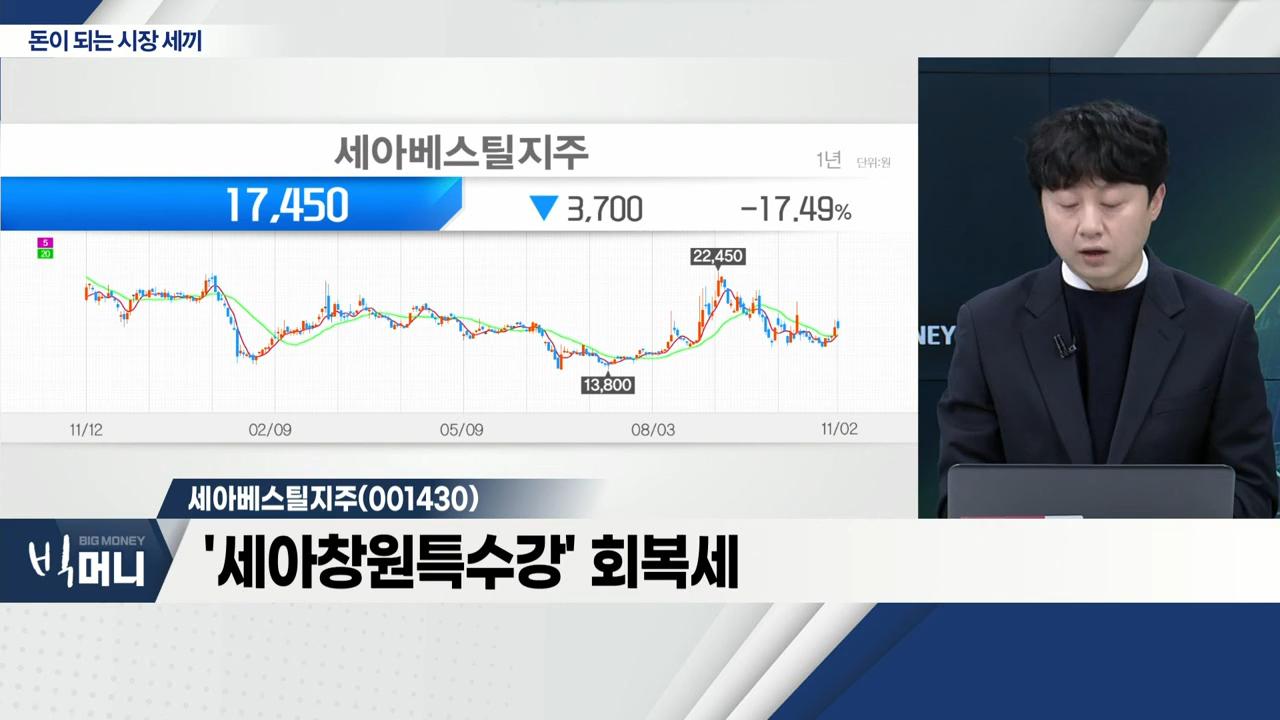 돈이 되는 시장 세끼
세아베스틸지주
1년 단위:원
17,450 ▼ 3,700 -17.49%
5
20
22,450
13,800
11/12 02/09 05/09 08/03 11/02
NEY
세아베스틸지주(001430)
BIG MONEY
빅머니
'세아창원특수강' 회복세